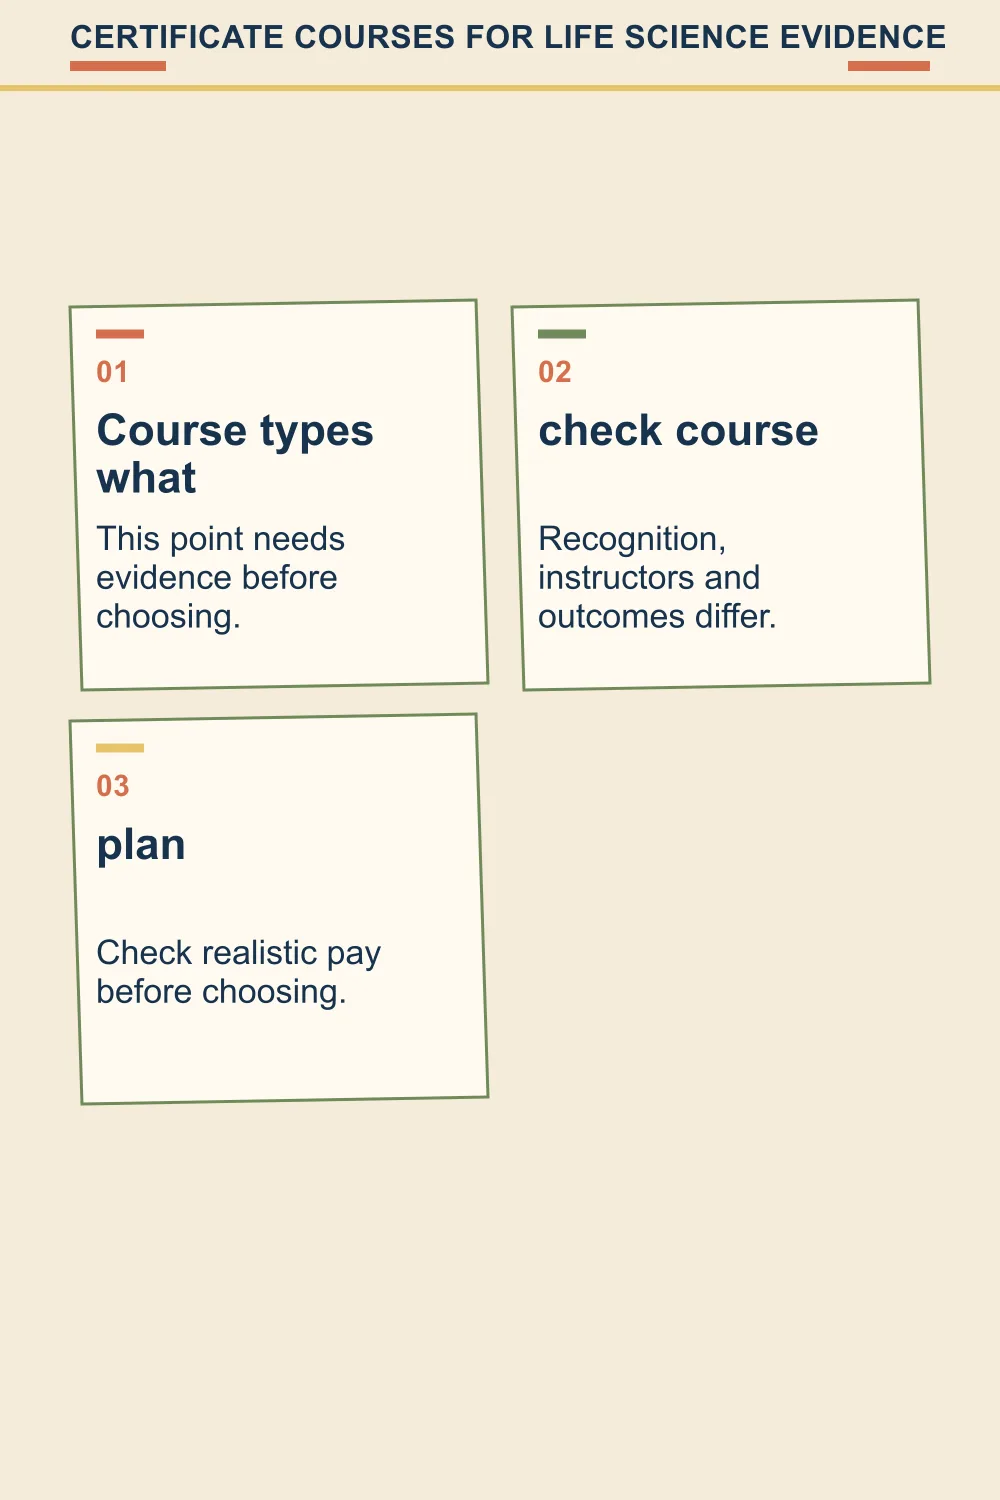 CERTIFICATE COURSES FOR LIFE SCIENCE EVIDENCE
01
Course types
what
This point needs
evidence before
choosing.
02
check course
Recognition,
instructors and
outcomes differ.
03
plan
Check realistic pay
before choosing.